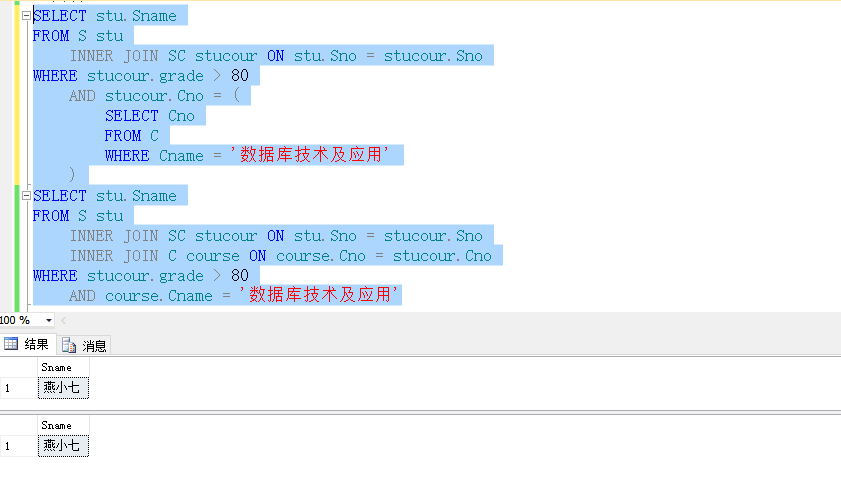 SELECT stu.Sname
FROM S stu
INNER JOIN SC stucour ON stu.Sno = stucour.Sno
WHERE stucour.grade > 80
AND stucour.Cno = (
SELECT Cno
FROM C
WHERE Cname = '数据库技术及应用'
)
SELECT stu.Sname
FROM S stu
INNER JOIN SC stucour ON stu.Sno = stucour.Sno
INNER JOIN C course ON course.Cno = stucour.Cno
WHERE stucour.grade > 80
AND course.Cname = '数据库技术及应用'
100 %
结果 消息
Sname
1 燕小七
Sname
1 燕小七